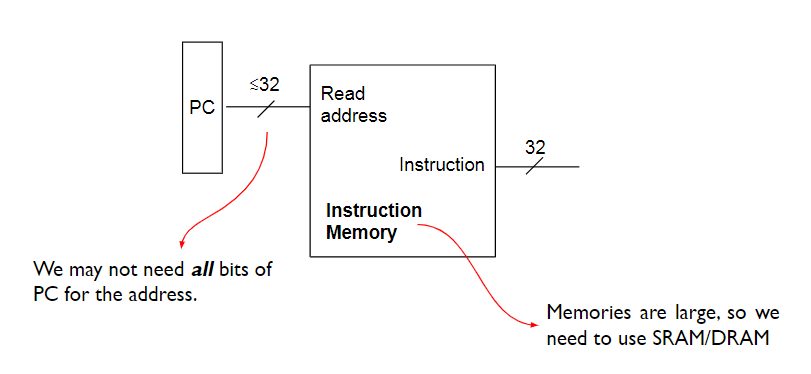 ≲32
PC
Read
address
32
Instruction
Instruction
Memory
We may not need all bits of
PC for the address.
Memories are large, so we
need to use SRAM/DRAM